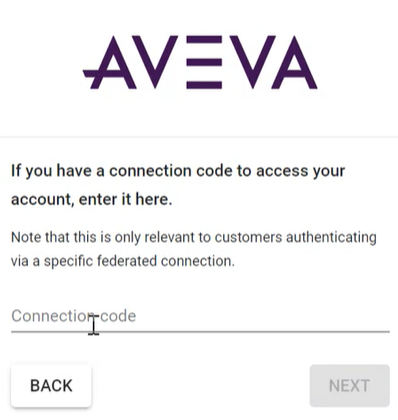 AVEVA
If you have a connection code to access your
account, enter it here.
Note that this is only relevant to customers authenticating
via a specific federated connection.
Connection code
BACK
NEXT